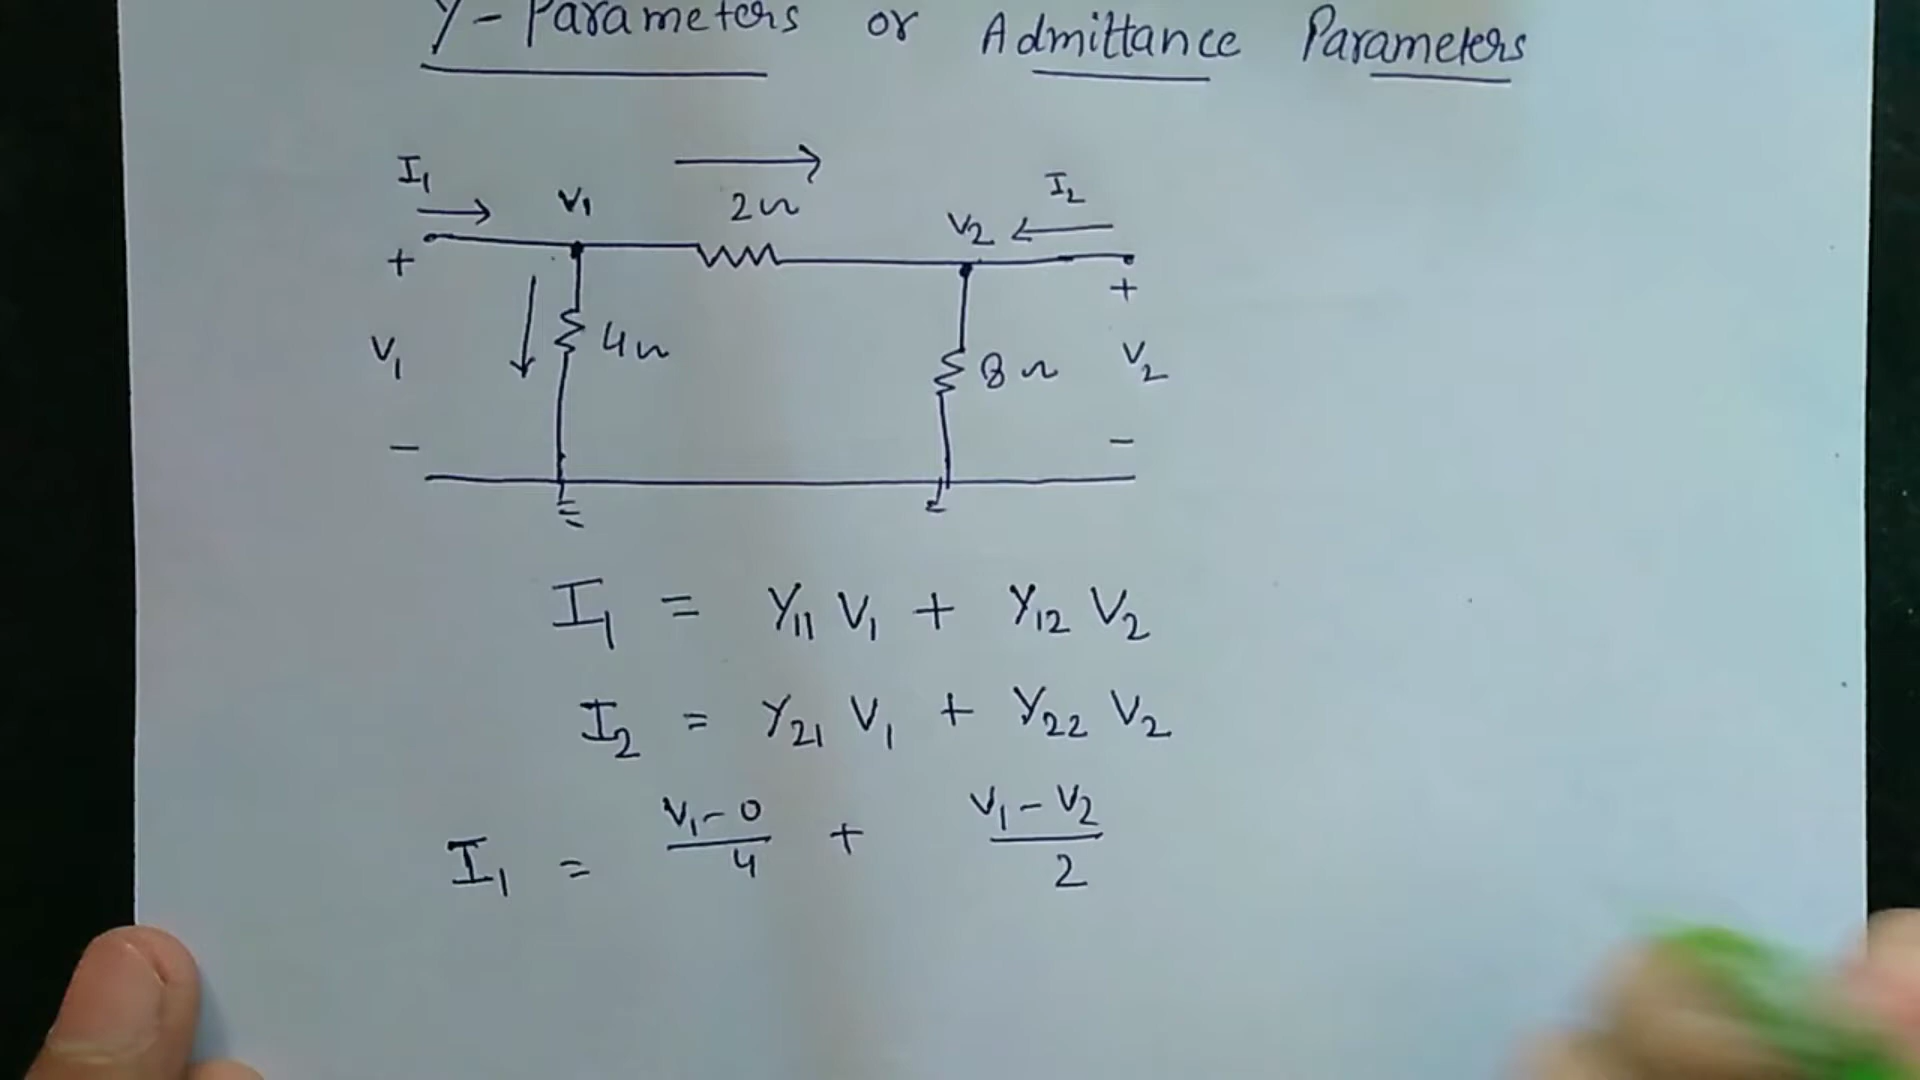 Y-Parameters or Admittance Parameters
I₁
V₁
2Ω
V₂
I₂
+
+
V₁
4Ω
8Ω
V₂
-
-
I₁ = Y₁₁ V₁ + Y₁₂ V₂
I₂ = Y₂₁ V₁ + Y₂₂ V₂
I₁ = (V₁-0)/4 + (V₁-V₂)/2